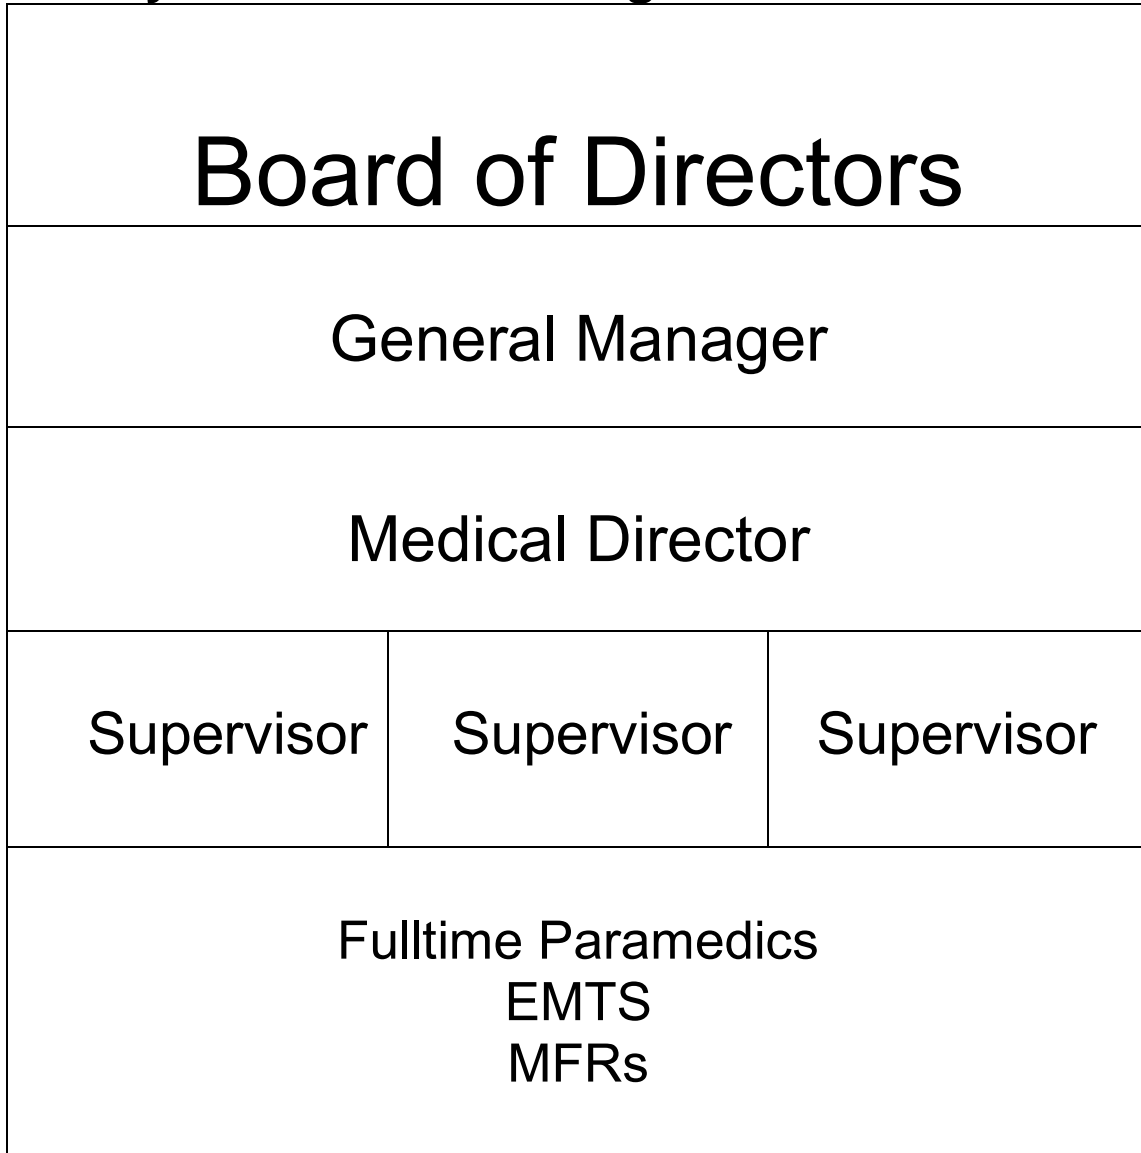 Board of Directors
General Manager
Medical Director
Supervisor Supervisor Supervisor
Fulltime Paramedics
EMTS
MFRs